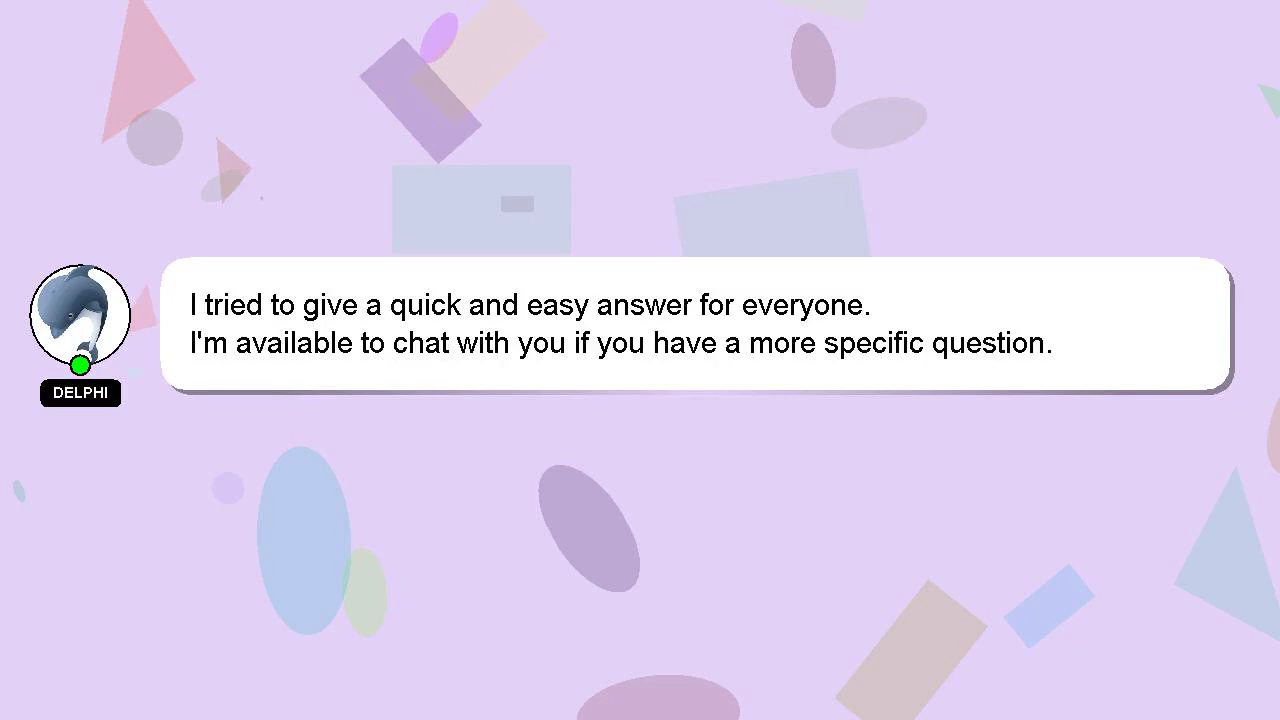 I tried to give a quick and easy answer for everyone.
I'm available to chat with you if you have a more specific question.
DELPHI